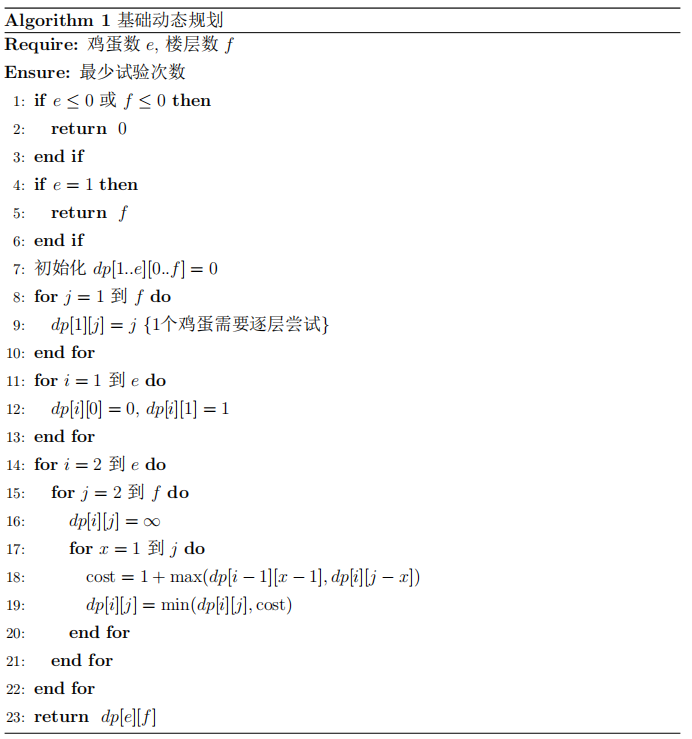 Algorithm 1 基础动态规划
Require: 鸡蛋数 e, 楼层数 f
Ensure: 最少试验次数
1: if e ≤ 0 或 f ≤ 0 then
2: return 0
3: end if
4: if e = 1 then
5: return f
6: end if
7: 初始化 dp[1..e][0..f] = 0
8: for j = 1 到 f do
9: dp[1][j] = j {1个鸡蛋需要逐层尝试}
10: end for
11: for i = 1 到 e do
12: dp[i][0] = 0, dp[i][1] = 1
13: end for
14: for i = 2 到 e do
15: for j = 2 到 f do
16: dp[i][j] = ∞
17: for x = 1 到 j do
18: cost = 1 + max(dp[i − 1][x − 1], dp[i][j − x])
19: dp[i][j] = min(dp[i][j], cost)
20: end for
21: end for
22: end for
23: return dp[e][f]